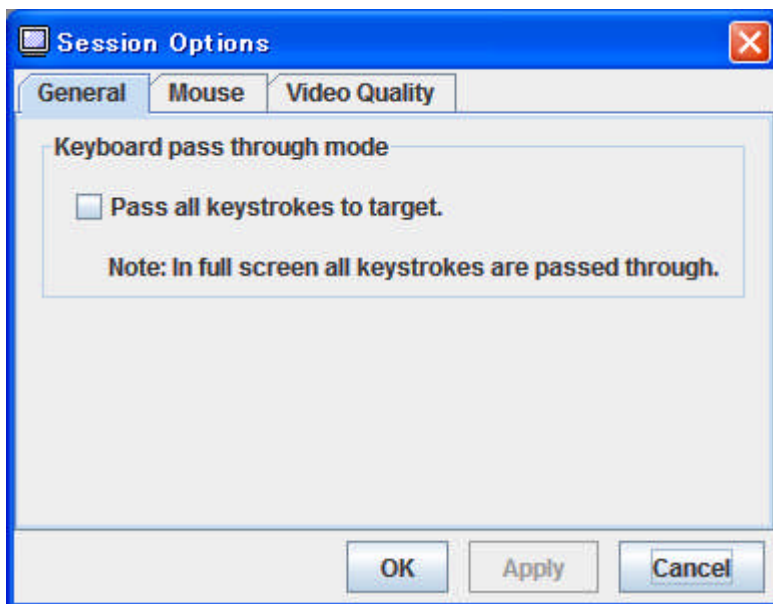 Session Options
General Mouse Video Quality
Keyboard pass through mode
Pass all keystrokes to target.
Note: In full screen all keystrokes are passed through.
OK Apply Cancel